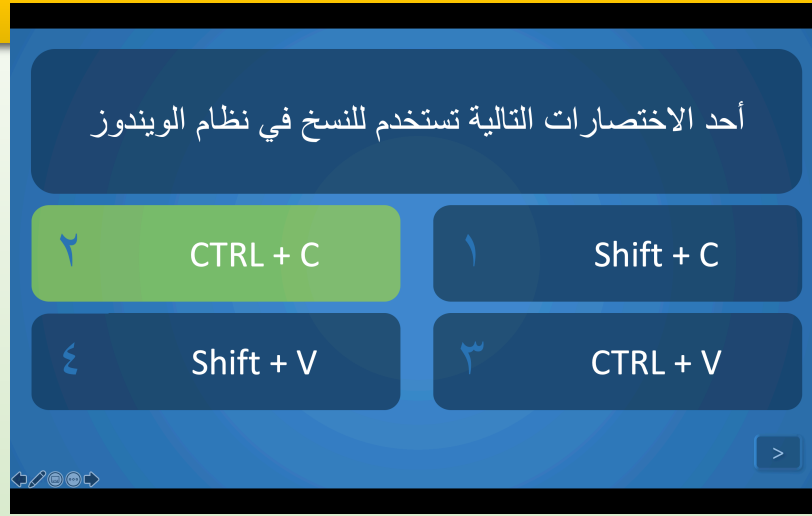 أحد الاختصارات التالية تستخدم للنسخ في نظام الويندوز
١ Shift + C
٢ CTRL + C
٣ CTRL + V
٤ Shift + V
>